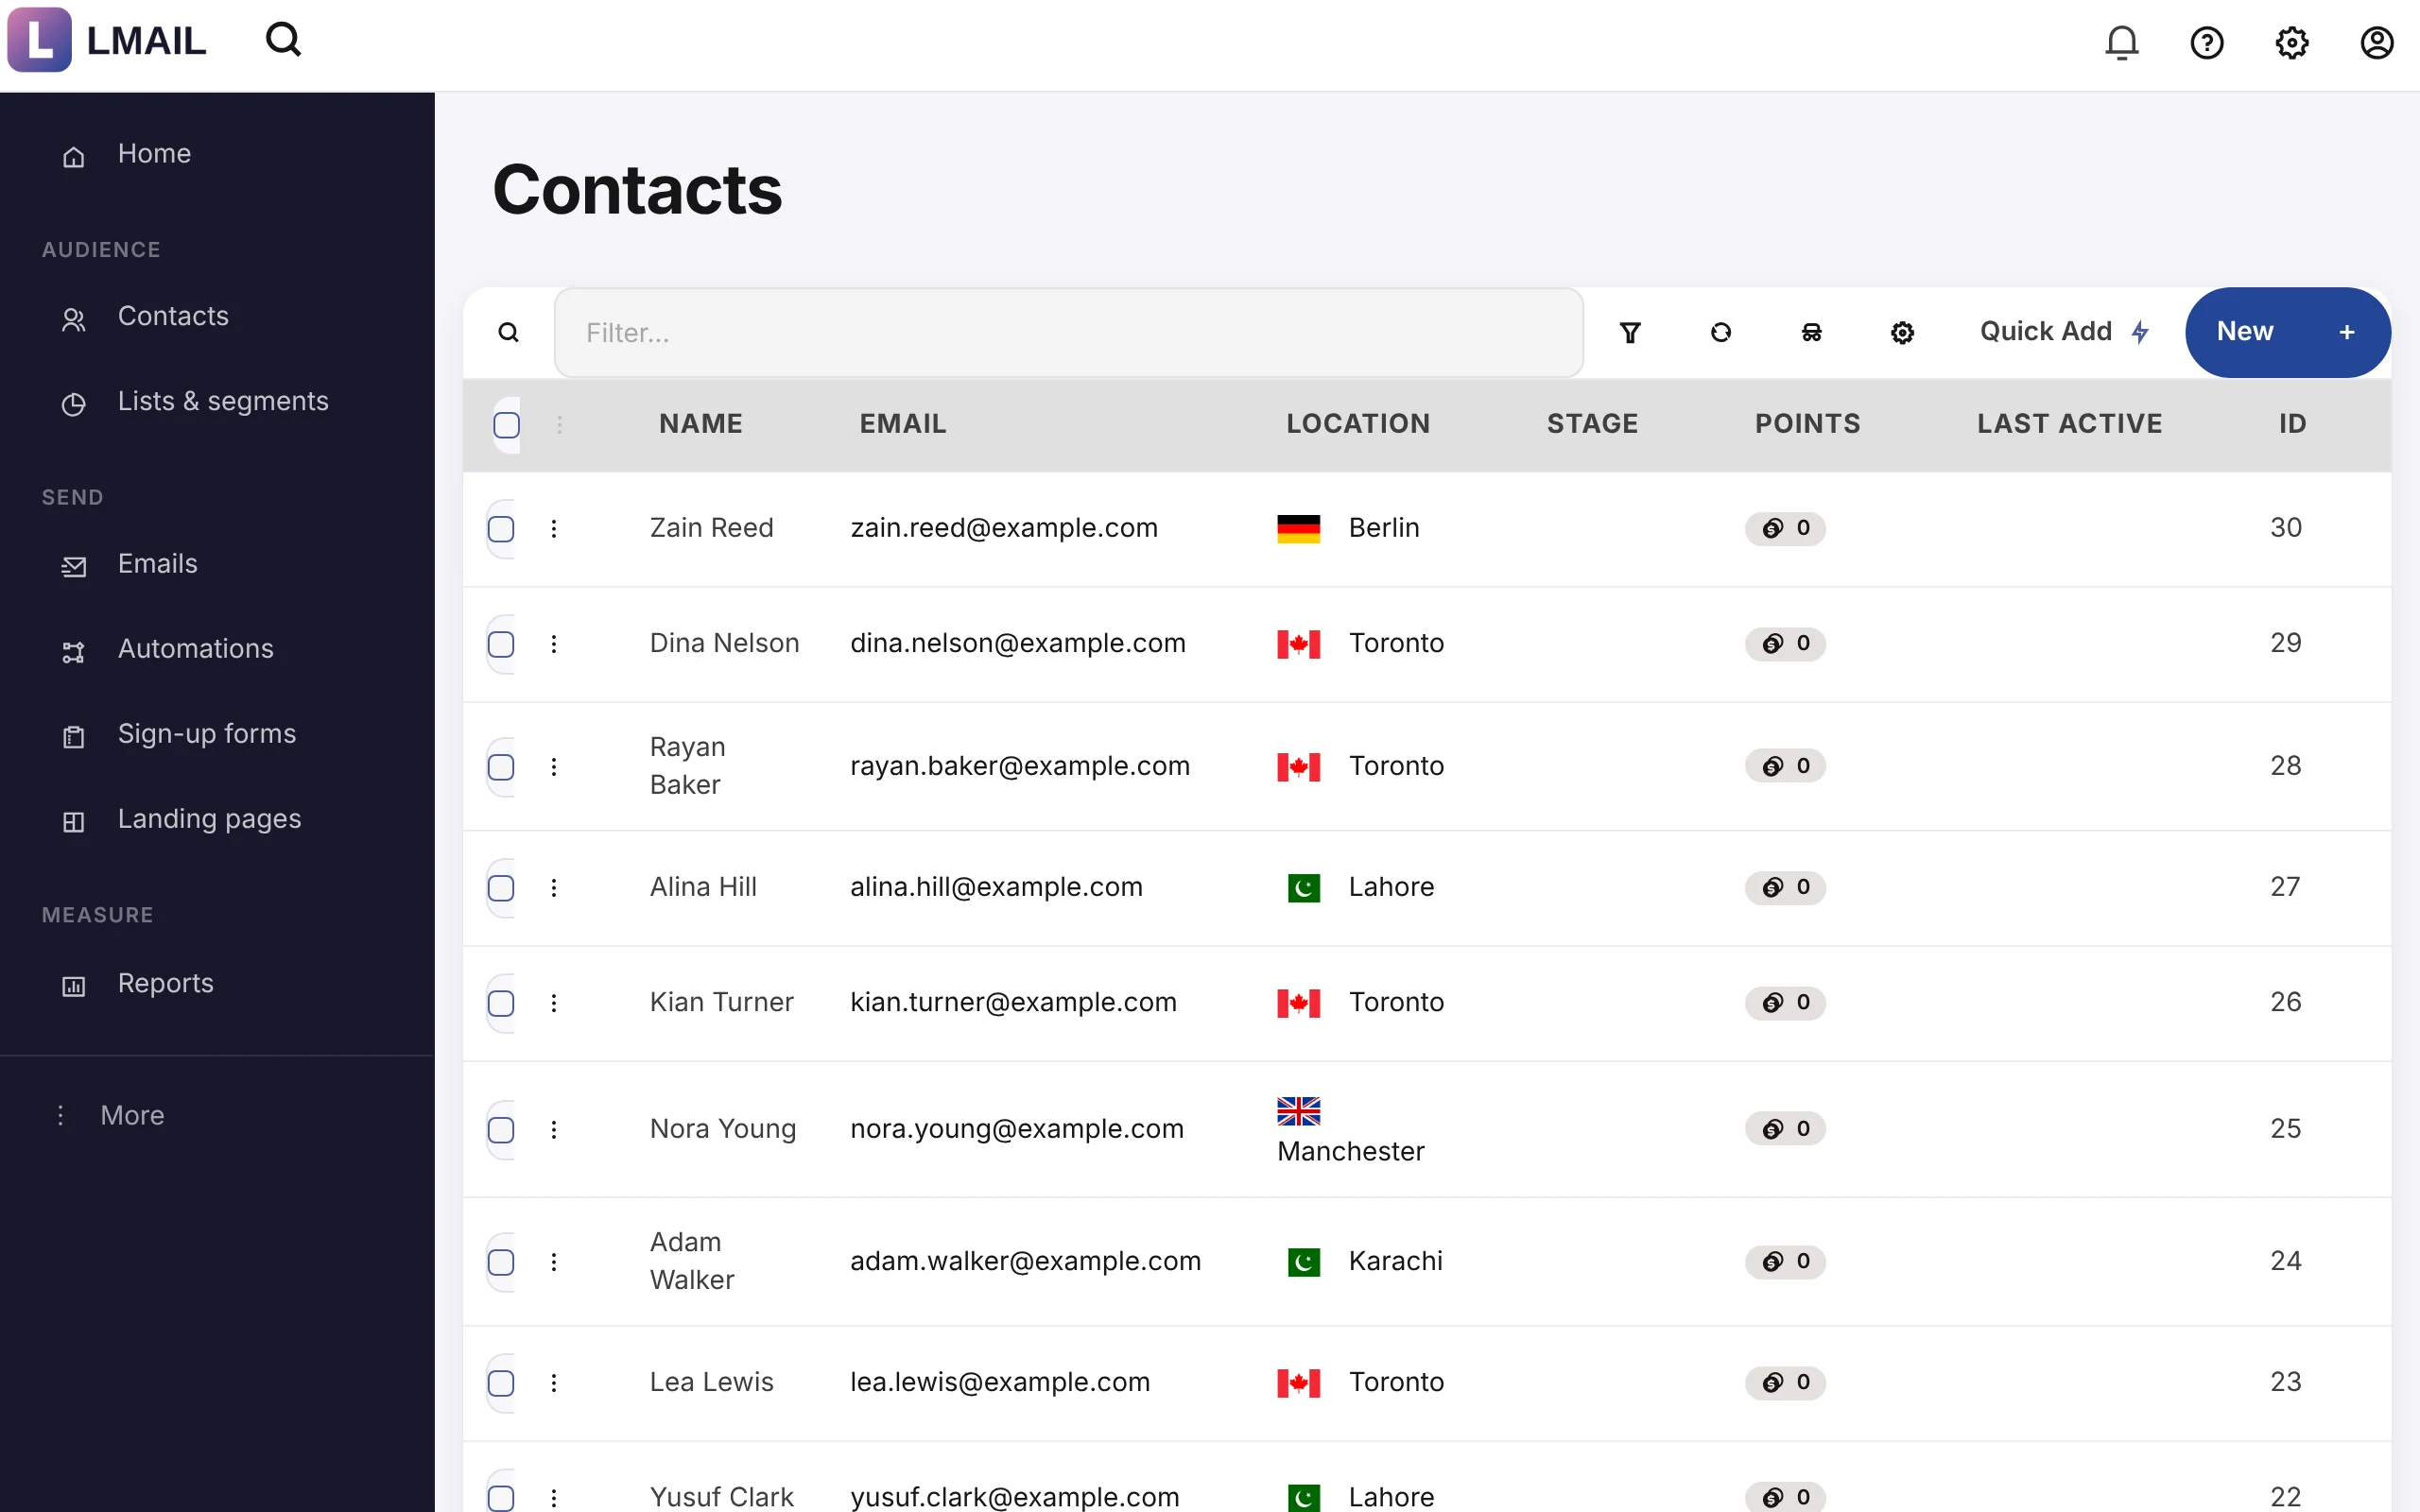 L LMAIL
Home
AUDIENCE
Contacts
Lists & segments
SEND
Emails
Automations
Sign-up forms
Landing pages
MEASURE
Reports
More
Contacts
Filter...
Quick Add
New +
NAME EMAIL LOCATION STAGE POINTS LAST ACTIVE ID
Zain Reed zain.reed@example.com Berlin 0 30
Dina Nelson dina.nelson@example.com Toronto 0 29
Rayan
Baker rayan.baker@example.com Toronto 0 28
Alina Hill alina.hill@example.com Lahore 0 27
Kian Turner kian.turner@example.com Toronto 0 26
Nora Young nora.young@example.com Manchester 0 25
Adam
Walker adam.walker@example.com Karachi 0 24
Lea Lewis lea.lewis@example.com Toronto 0 23
Yusuf Clark yusuf.clark@example.com Lahore 0 22